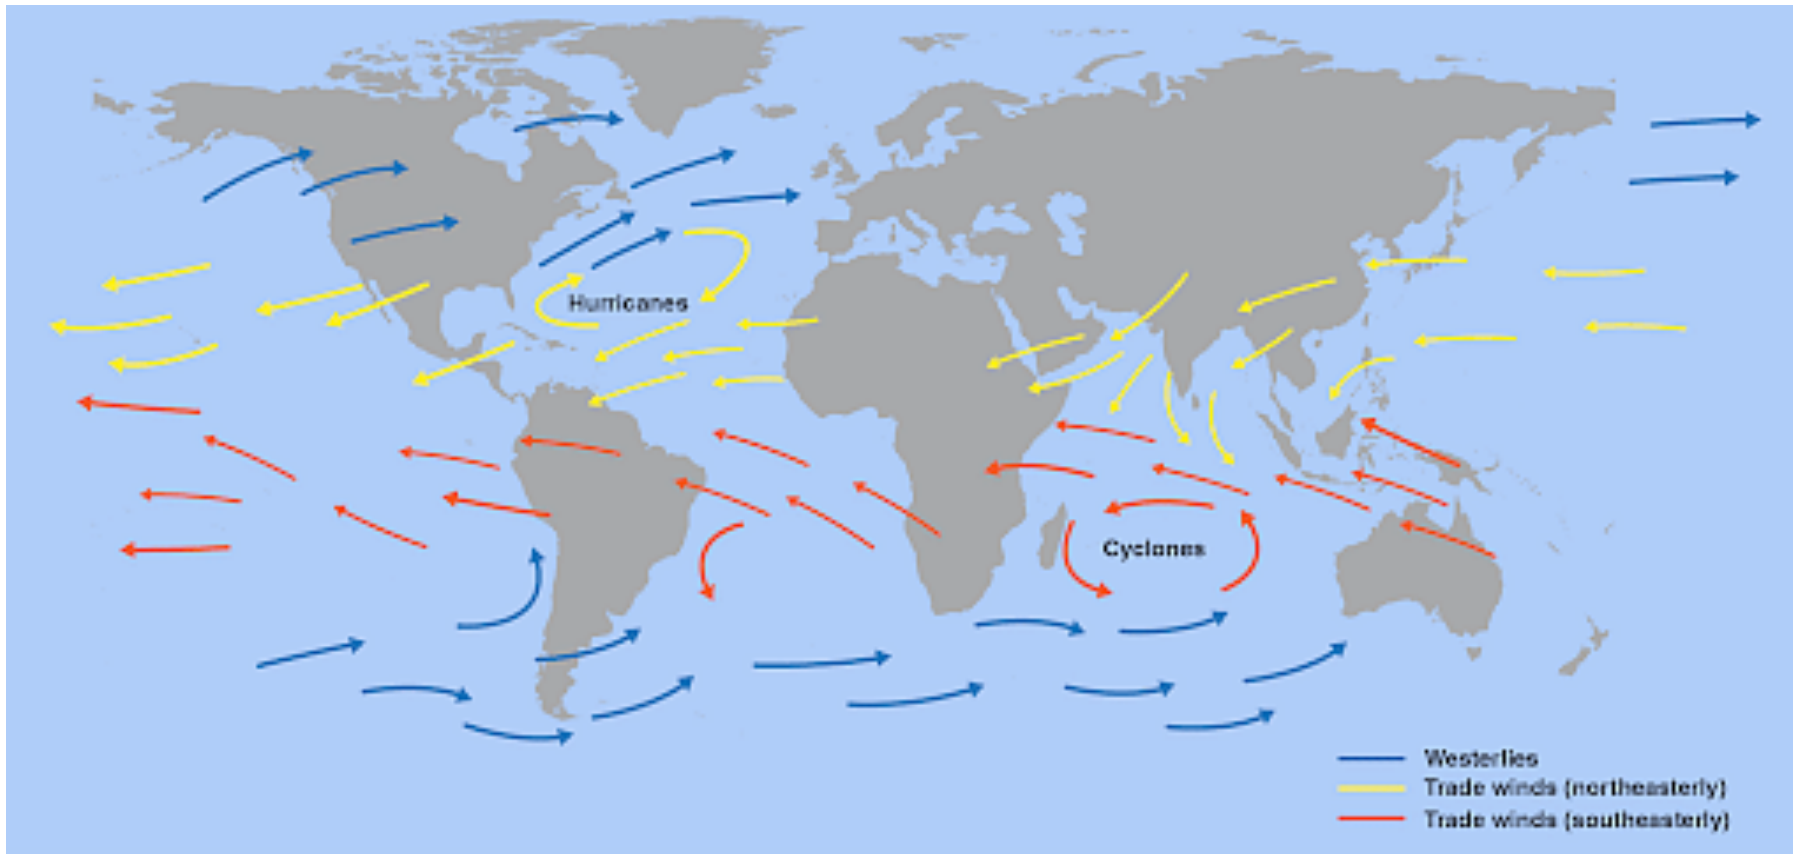 Hurricanes
Cyclones
Westerlies
Trade winds (northeasterly)
Trade winds (southeasterly)